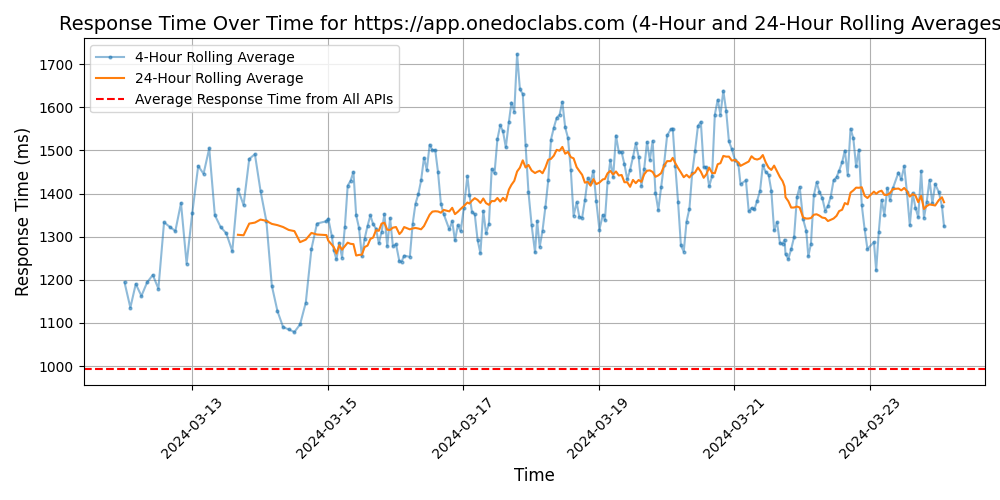 Response Time Over Time for https://app.onedoclabs.com (4-Hour and 24-Hour Rolling Averages
4-Hour Rolling Average
24-Hour Rolling Average
Average Response Time from All APIs
Response Time (ms)
1700
1600
1500
1400
1300
1200
1100
1000
2024-03-13
2024-03-15
2024-03-17
2024-03-19
2024-03-21
2024-03-23
Time